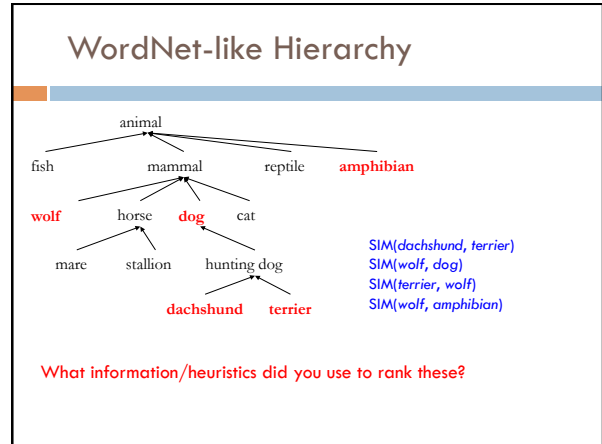 WordNet-like Hierarchy
animal
fish mammal reptile amphibian
wolf horse dog cat
mare stallion hunting dog
dachshund terrier
SIM(dachshund, terrier)
SIM(wolf, dog)
SIM(terrier, wolf)
SIM(wolf, amphibian)
What information/heuristics did you use to rank these?